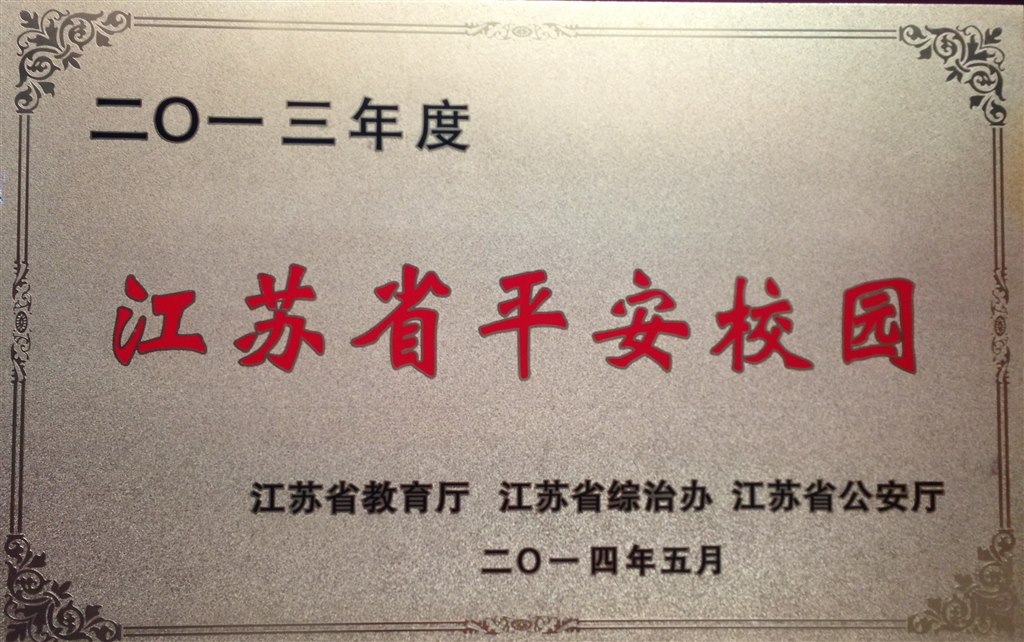 二〇一三年度
江苏省平安校园
江苏省教育厅 江苏省综治办 江苏省公安厅
二〇一四年五月